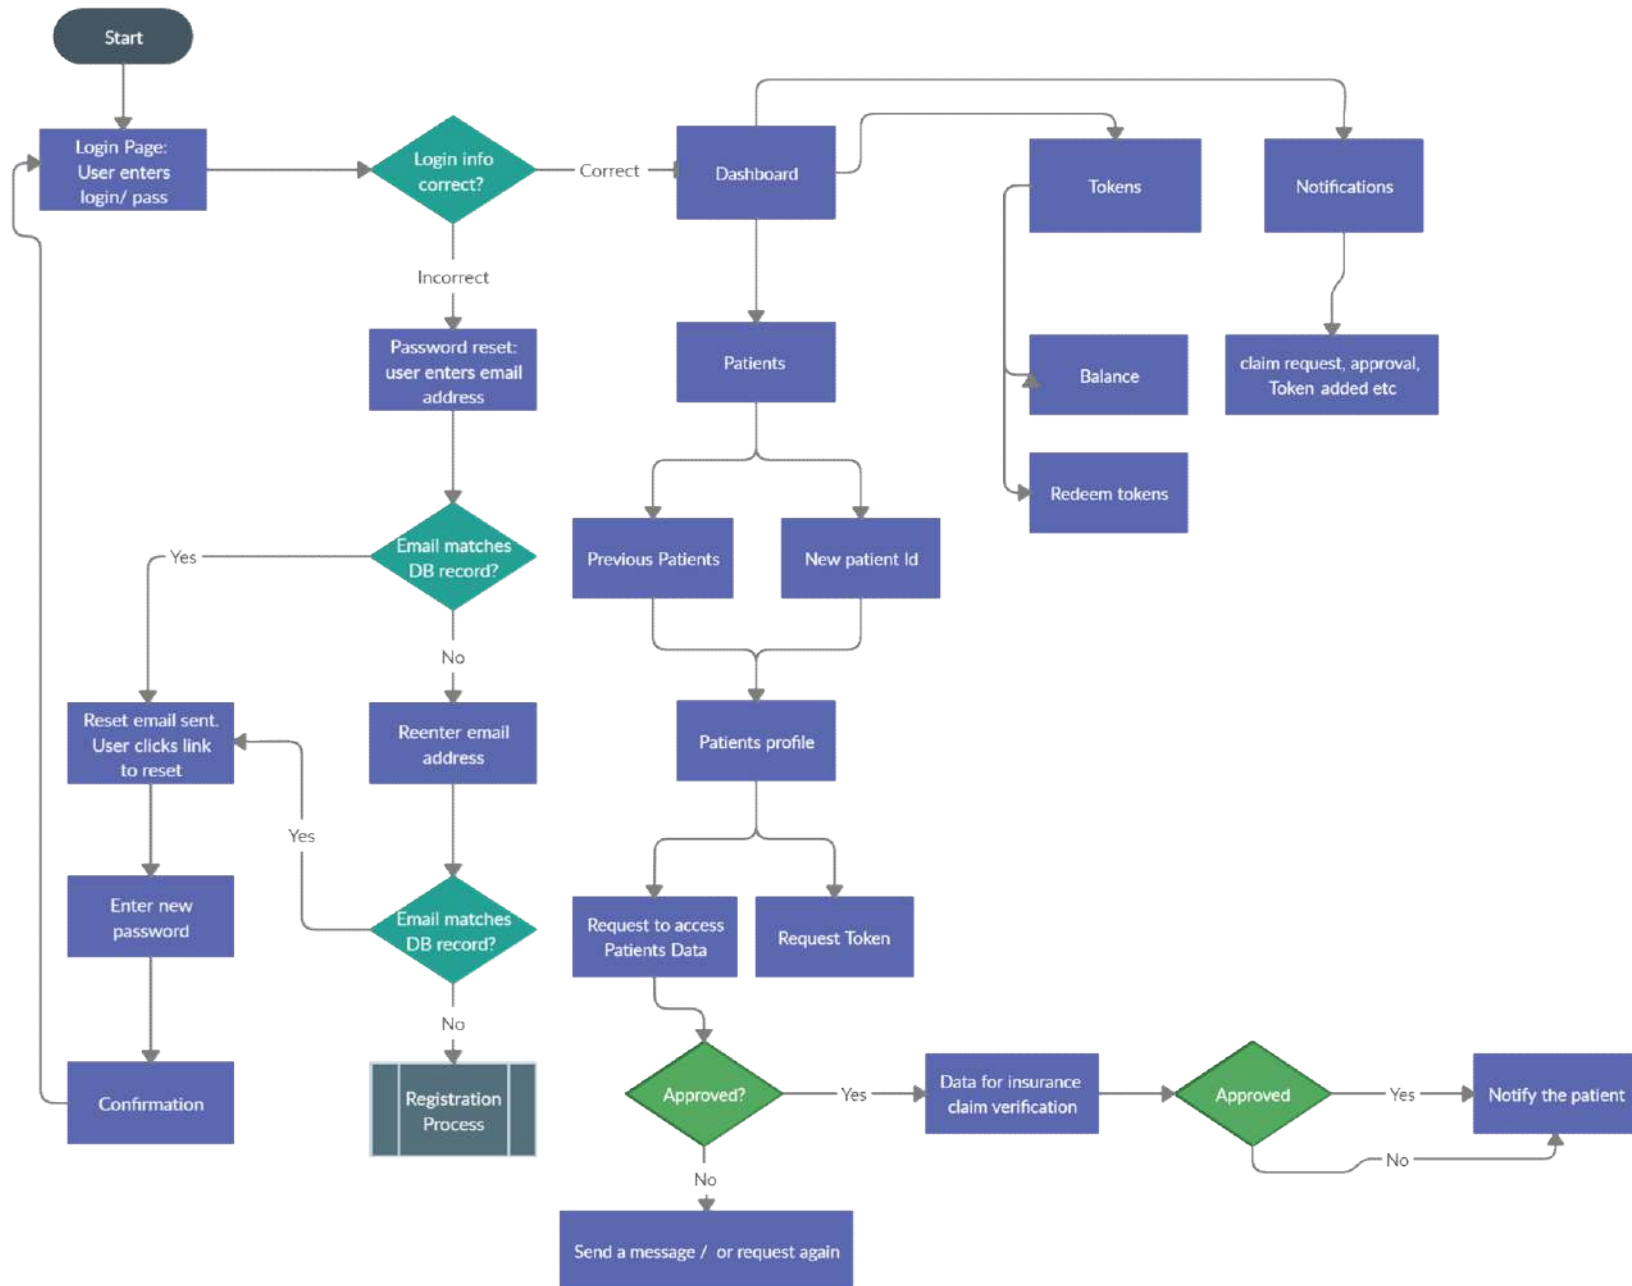 Start
Login Page:
User enters
login/ pass
Login info
correct?
Correct
Dashboard
Tokens
Notifications
Incorrect
Password reset:
user enters email
address
Patients
Balance
claim request, approval,
Token added etc
Redeem tokens
Yes
Email matches
DB record?
Previous Patients
New patient Id
No
Reset email sent.
User clicks link
to reset
Reenter email
address
Patients profile
Yes
Enter new
password
Email matches
DB record?
Request to access
Patients Data
Request Token
No
Confirmation
Registration
Process
Approved?
Yes
Data for insurance
claim verification
Approved
Yes
Notify the patient
No
No
Send a message /  or request again